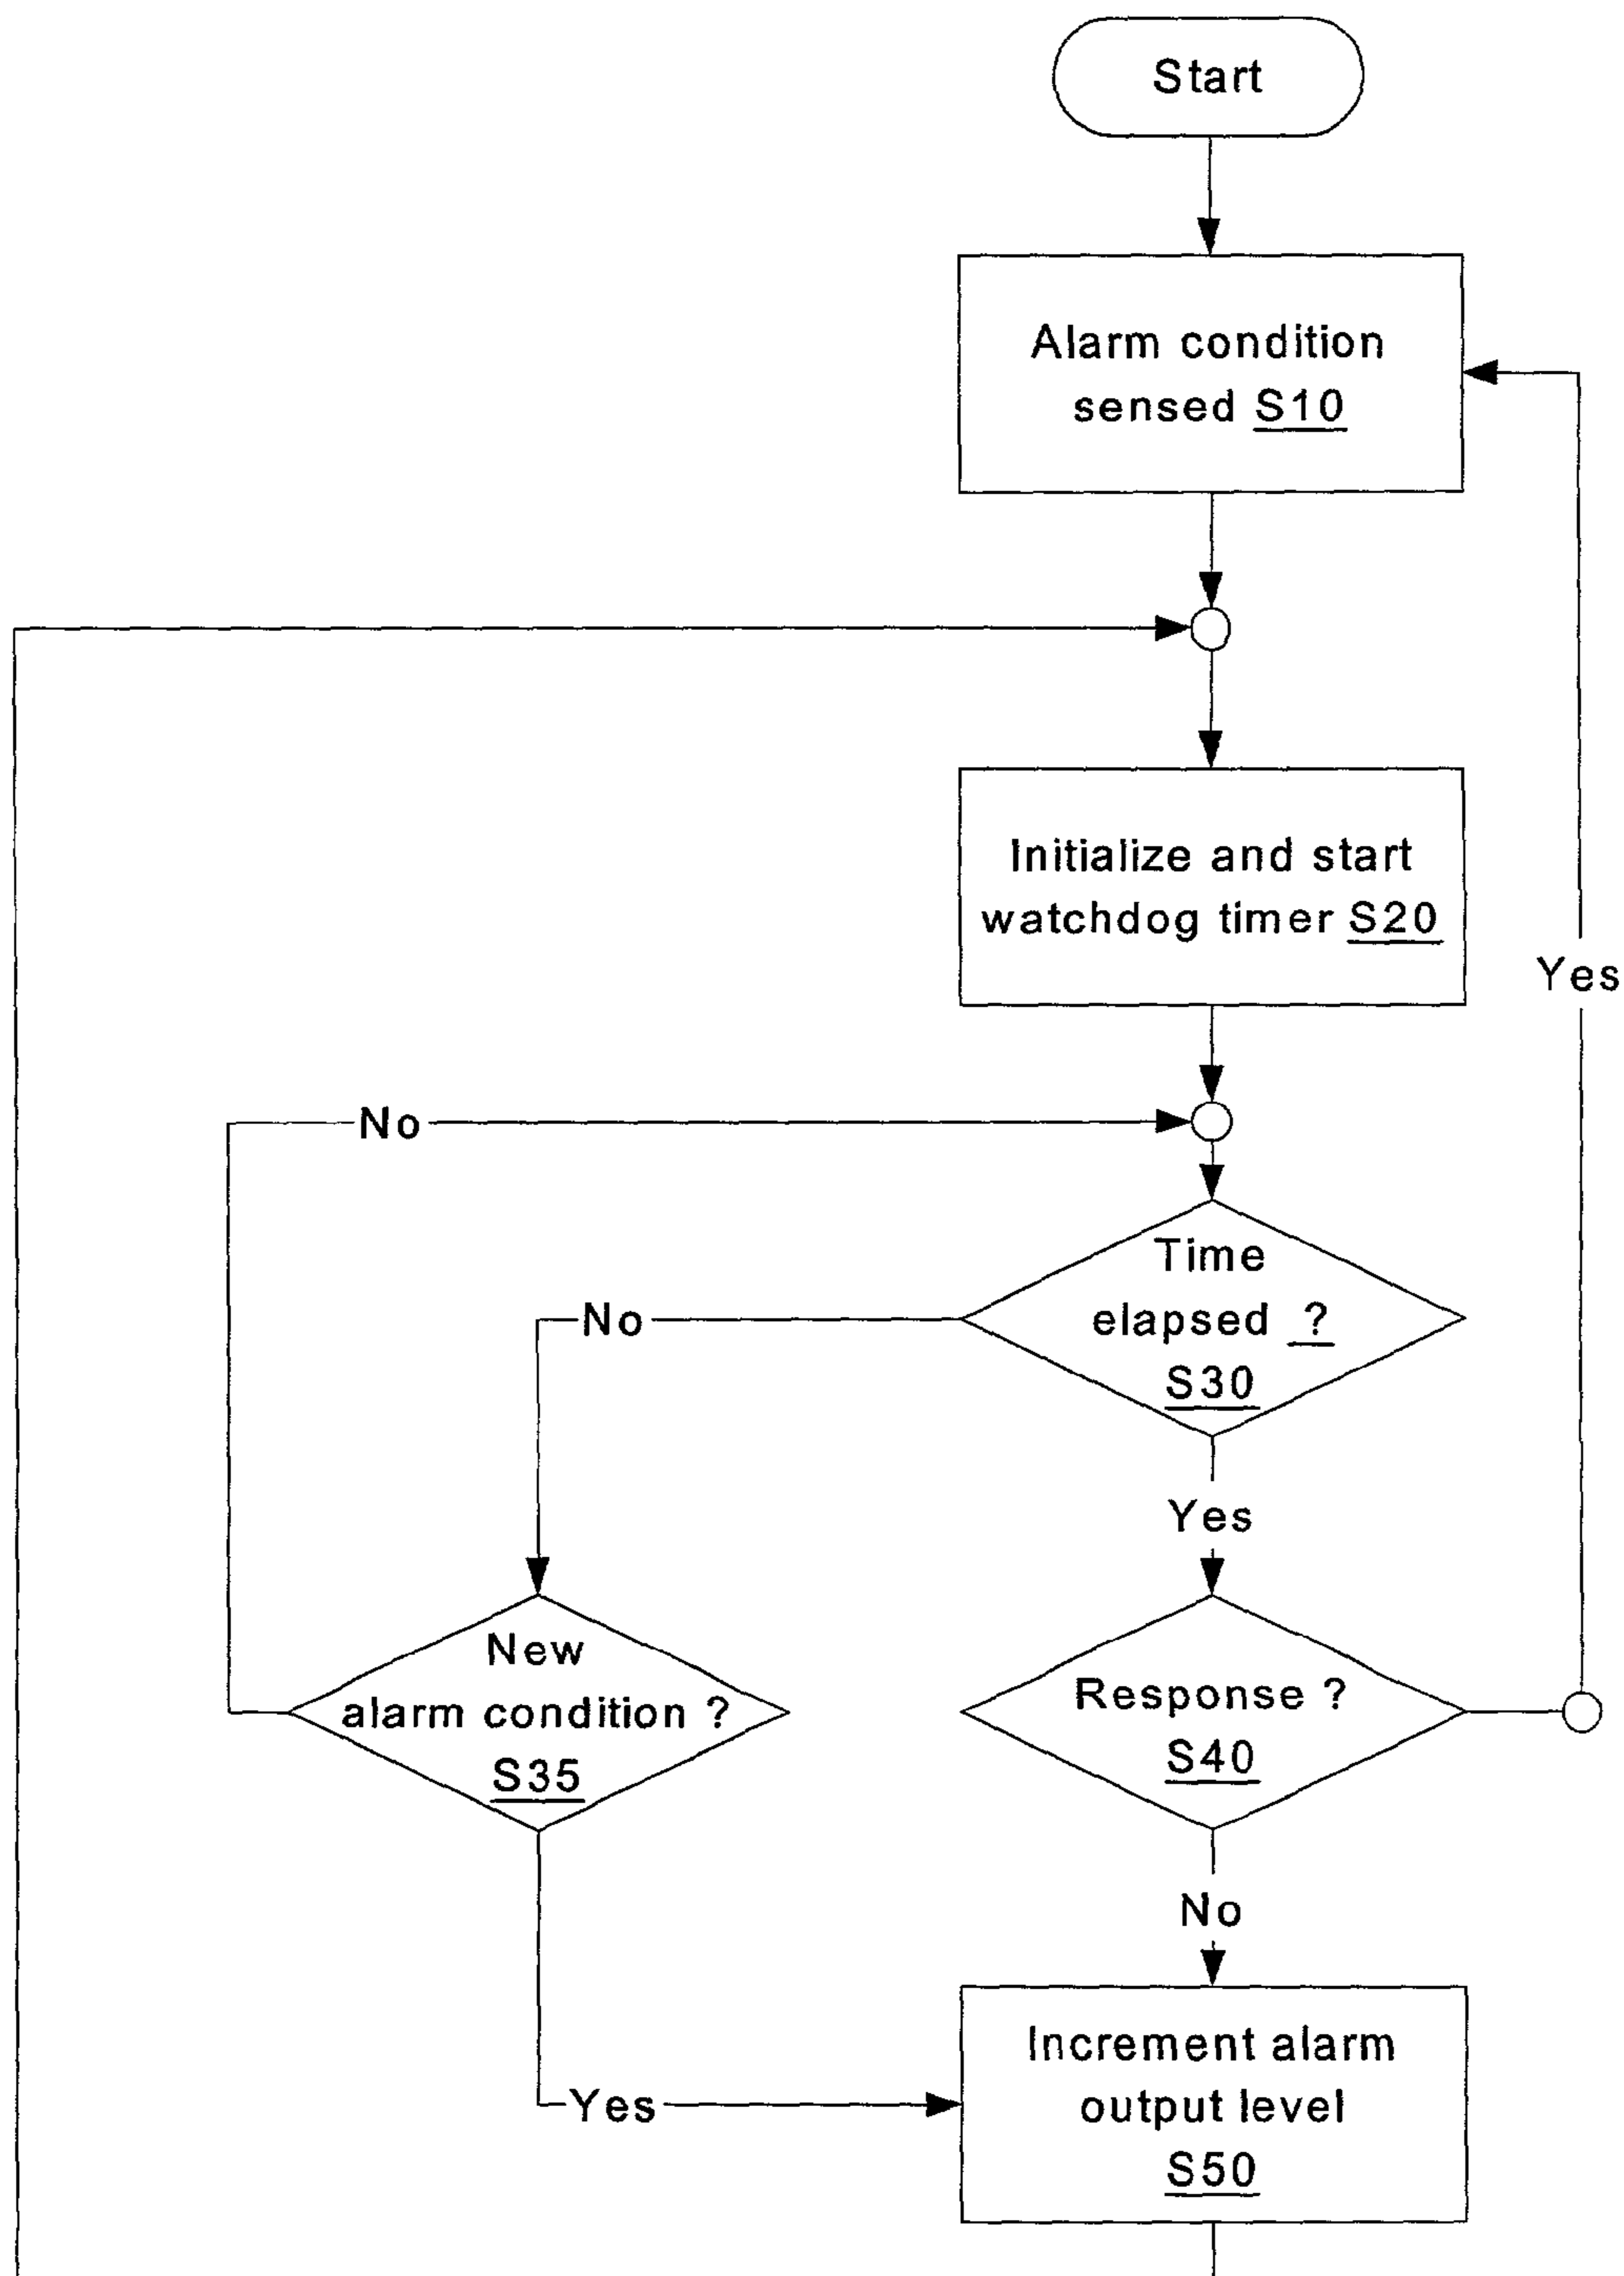 Start
Alarm condition
sensed S10
Initialize and start
watchdog timer S20
Yes
No
Time
elapsed ?
S30
No
Yes
New
alarm condition ?
S35
Response ?
S40
No
Increment alarm
output level
S50
Yes